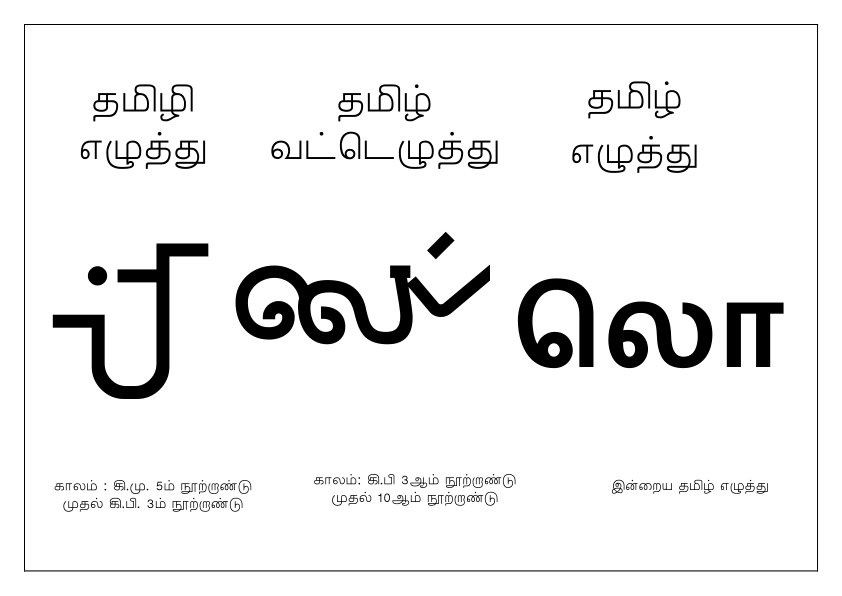 தமிழி
எழுத்து
தமிழ்
வட்டெழுத்து
தமிழ்
எழுத்து
லொ
காலம் : கி.மு. 5ம் நூற்றாண்டு
முதல் கி.பி. 3ம் நூற்றாண்டு
காலம்: கி.பி 3ஆம் நூற்றாண்டு
முதல் 10ஆம் நூற்றாண்டு
இன்றைய தமிழ் எழுத்து